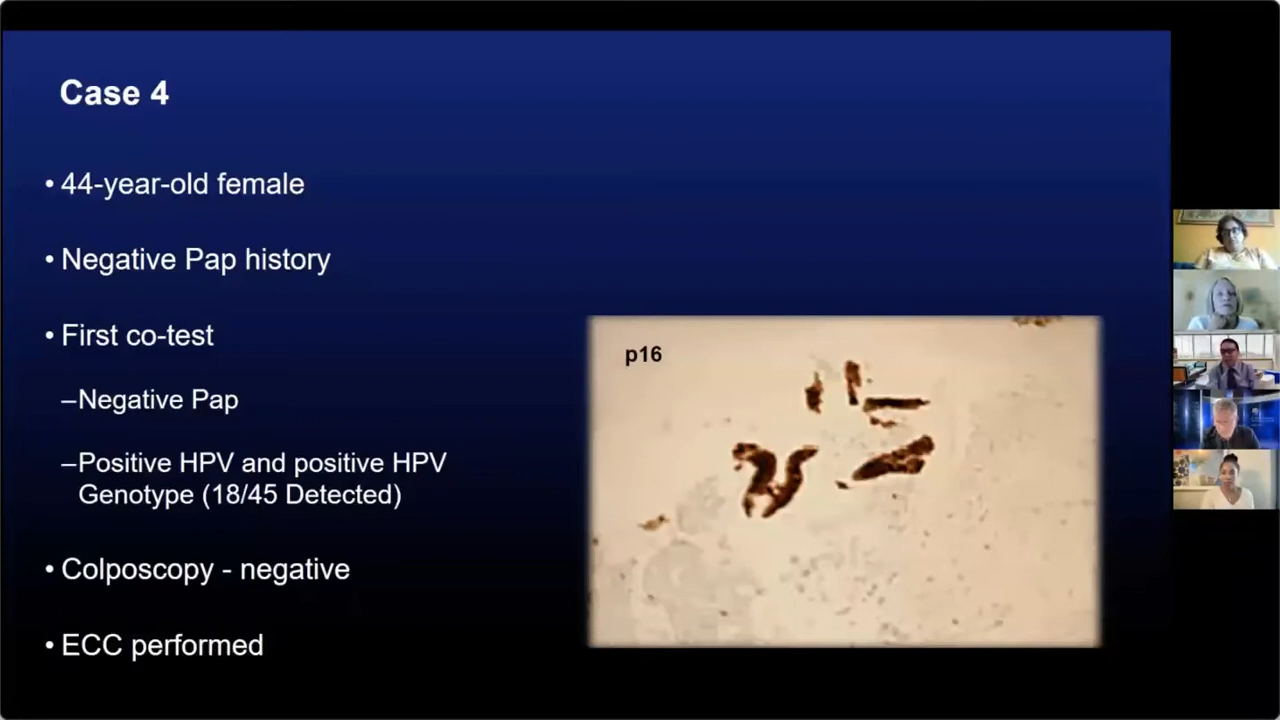 Case 4
• 44-year-old female
• Negative Pap history
• First co-test
–Negative Pap
–Positive HPV and positive HPV
Genotype (18/45 Detected)
• Colposcopy - negative
• ECC performed
p16